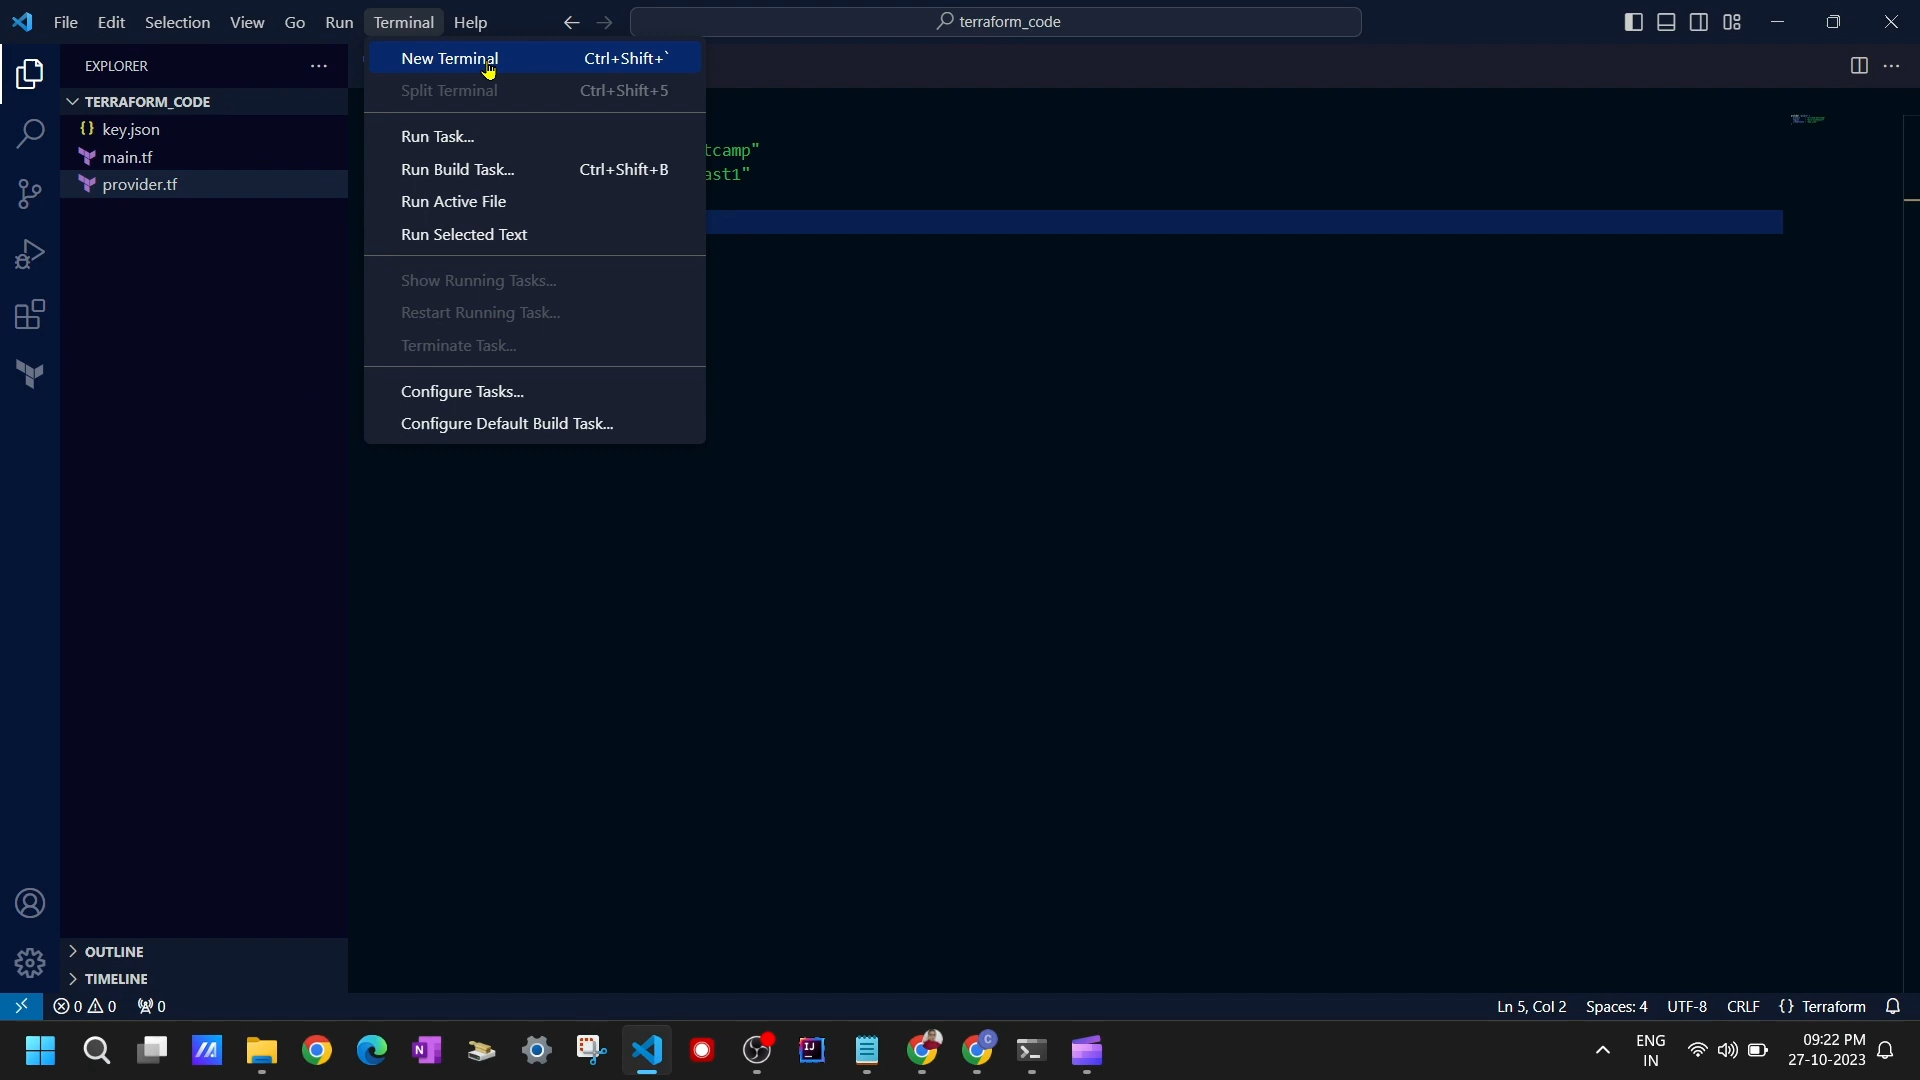 File Edit Selection View Go Run Terminal Help
terraform_code
EXPLORER
TERRAFORM_CODE
key.json
main.tf
provider.tf
New Terminal Ctrl+Shift+`
Split Terminal Ctrl+Shift+5
Run Task...
Run Build Task... Ctrl+Shift+B
Run Active File
Run Selected Text
Show Running Tasks...
Restart Running Task...
Terminate Task...
Configure Tasks...
Configure Default Build Task...
tcamp"
ast1"
OUTLINE
TIMELINE
0 0 0
Ln 5, Col 2 Spaces: 4 UTF-8 CRLF {} Terraform
ENG
IN
09:22 PM
27-10-2023